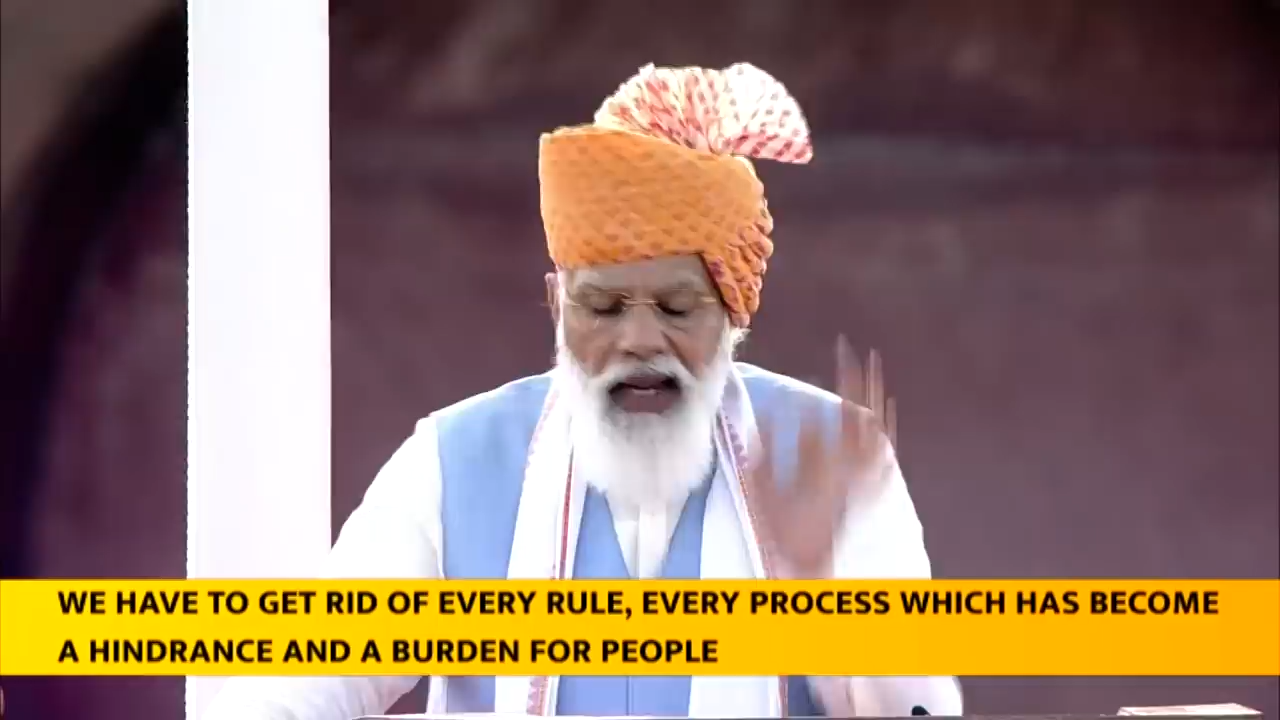 WE HAVE TO GET RID OF EVERY RULE, EVERY PROCESS WHICH HAS BECOME
A HINDRANCE AND A BURDEN FOR PEOPLE